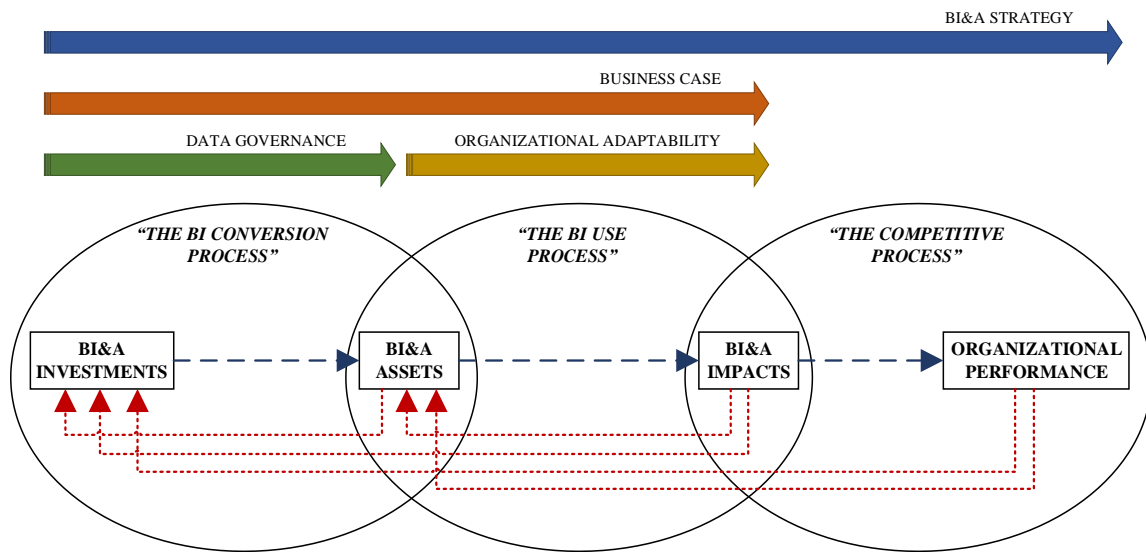 BI&A STRATEGY
BUSINESS CASE
DATA GOVERNANCE
ORGANIZATIONAL ADAPTABILITY
“THE BI CONVERSION
PROCESS”
“THE BI USE
PROCESS”
“THE COMPETITIVE
PROCESS”
BI&A
INVESTMENTS
BI&A
ASSETS
BI&A
IMPACTS
ORGANIZATIONAL
PERFORMANCE